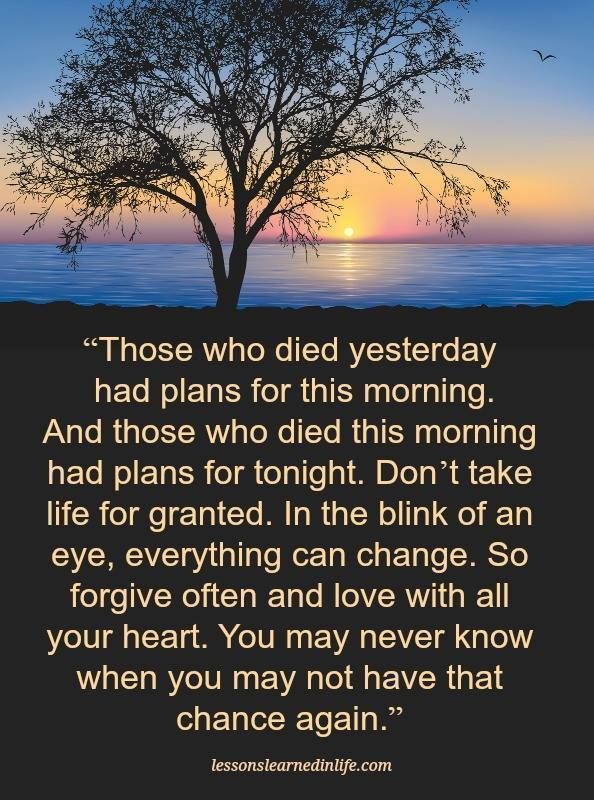 “Those who died yesterday
had plans for this morning.
And those who died this morning
had plans for tonight. Don’t take
life for granted. In the blink of an
eye, everything can change. So
forgive often and love with all
your heart. You may never know
when you may not have that
chance again.”
lessonslearnedinlife.com